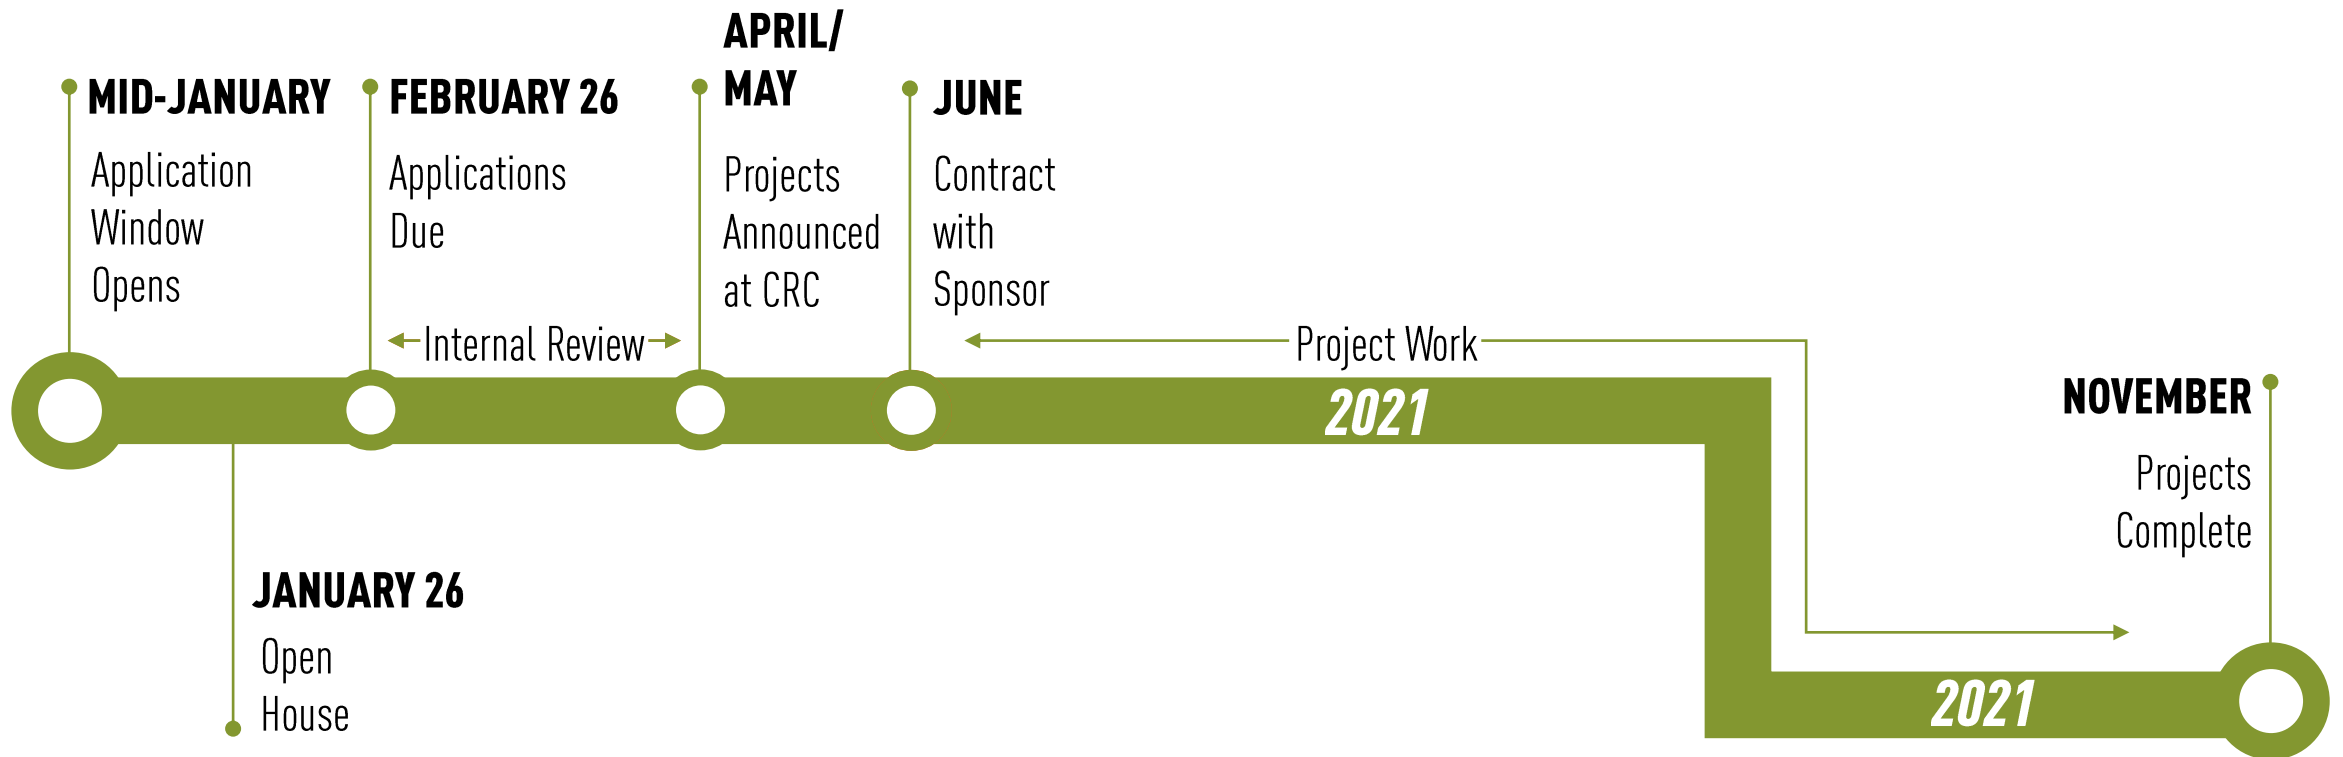 MID-JANUARY
Application
Window
Opens
JANUARY 26
Open
House
FEBRUARY 26
Applications
Due
Internal Review
APRIL/
MAY
Projects
Announced
at CRC
JUNE
Contract
with
Sponsor
Project Work
2021
NOVEMBER
Projects
Complete
2021